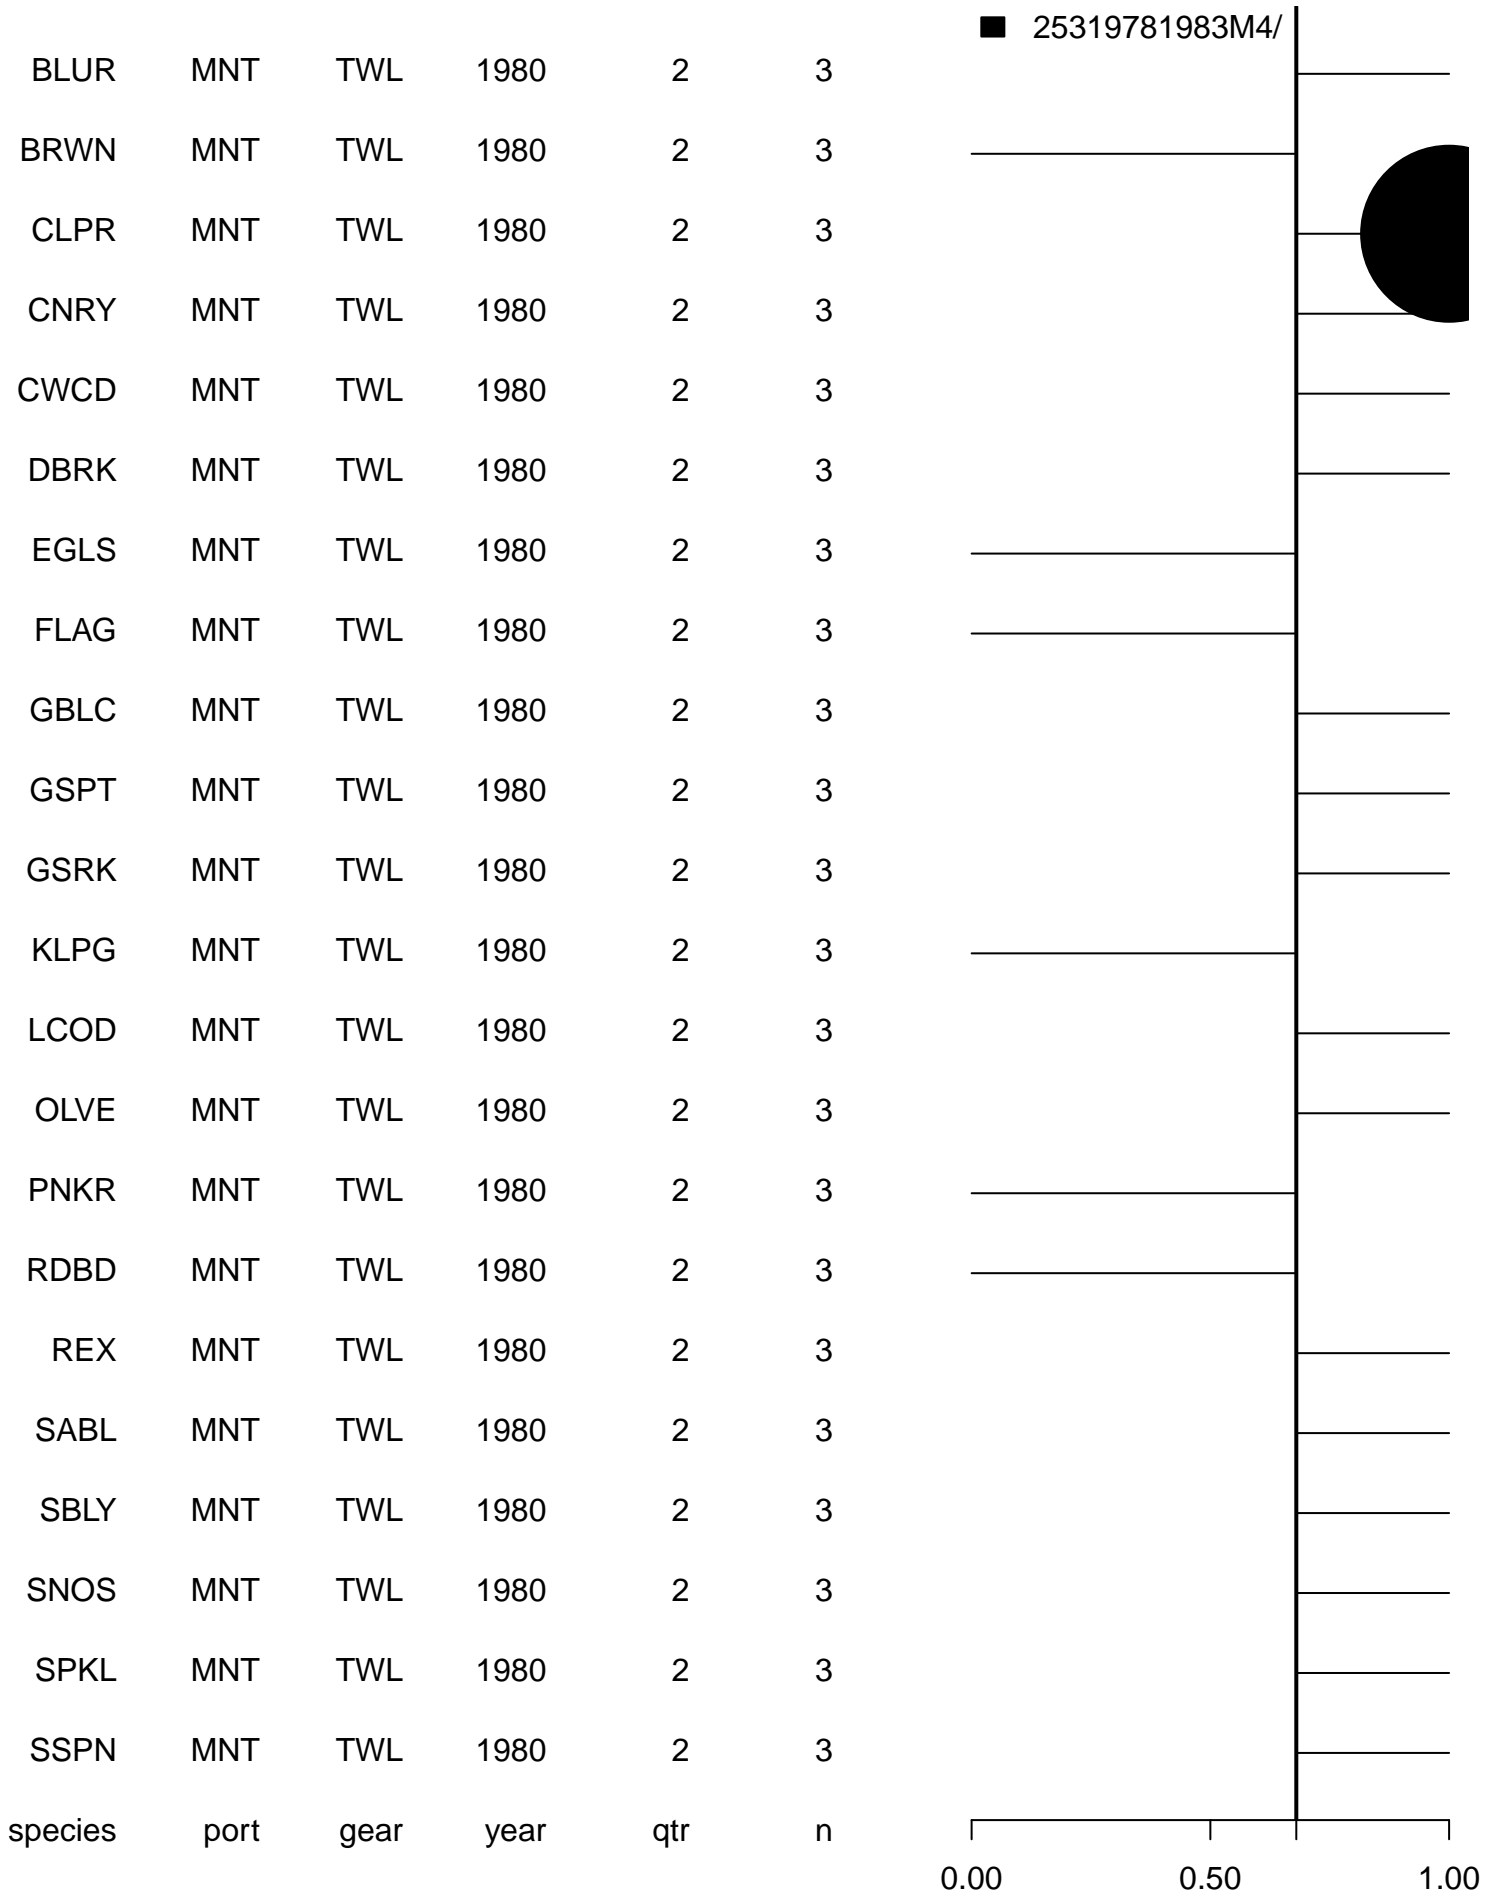 25319781983M4/
BLUR MNT TWL 1980 2 3
BRWN MNT TWL 1980 2 3
CLPR MNT TWL 1980 2 3
CNRY MNT TWL 1980 2 3
CWCD MNT TWL 1980 2 3
DBRK MNT TWL 1980 2 3
EGLS MNT TWL 1980 2 3
FLAG MNT TWL 1980 2 3
GBLC MNT TWL 1980 2 3
GSPT MNT TWL 1980 2 3
GSRK MNT TWL 1980 2 3
KLPG MNT TWL 1980 2 3
LCOD MNT TWL 1980 2 3
OLVE MNT TWL 1980 2 3
PNKR MNT TWL 1980 2 3
RDBD MNT TWL 1980 2 3
REX MNT TWL 1980 2 3
SABL MNT TWL 1980 2 3
SBLY MNT TWL 1980 2 3
SNOS MNT TWL 1980 2 3
SPKL MNT TWL 1980 2 3
SSPN MNT TWL 1980 2 3
species port gear year qtr n
0.00 0.50 1.00